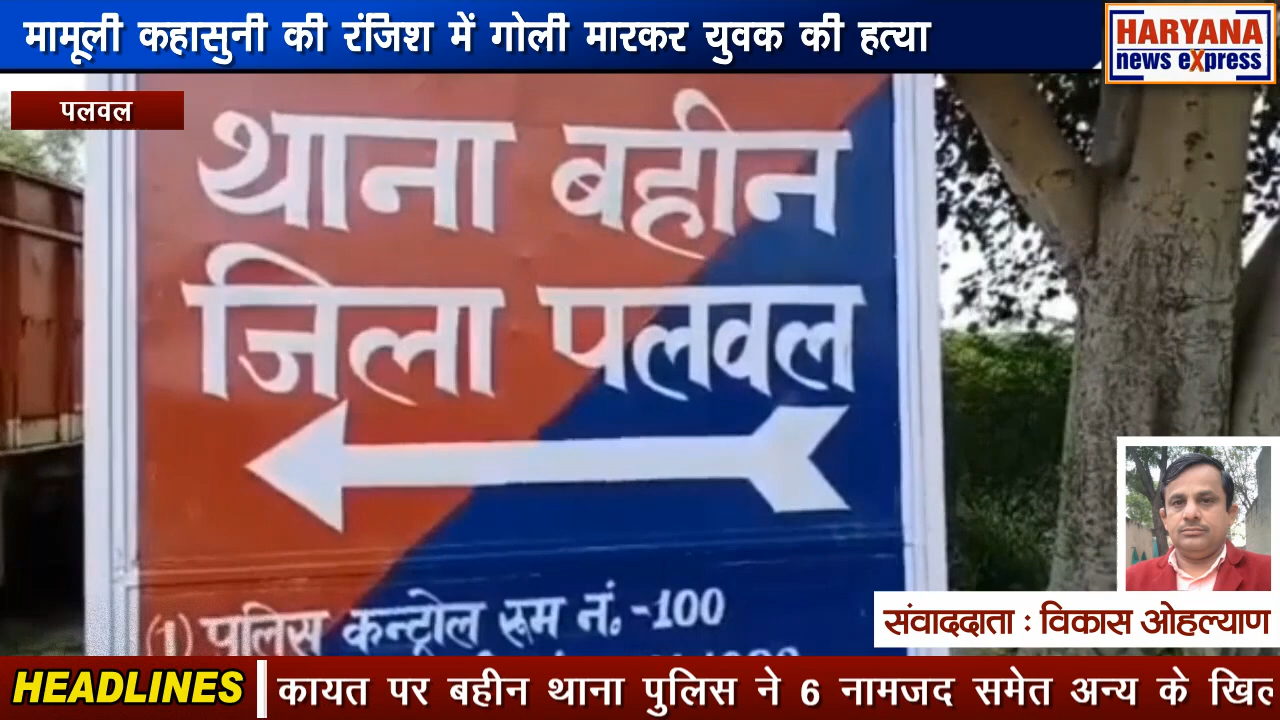 मामूली कहासुनी की रंजिश में गोली मारकर युवक की हत्या
HARYANA
news eXpress
पलवल
थाना बहीन
जिला पलवल
(1) पुलिस कन्ट्रोल रूम नं.-100
संवाददाता : विकास ओहल्याण
HEADLINES
कायत पर बहीन थाना पुलिस ने 6 नामजद समेत अन्य के खिल